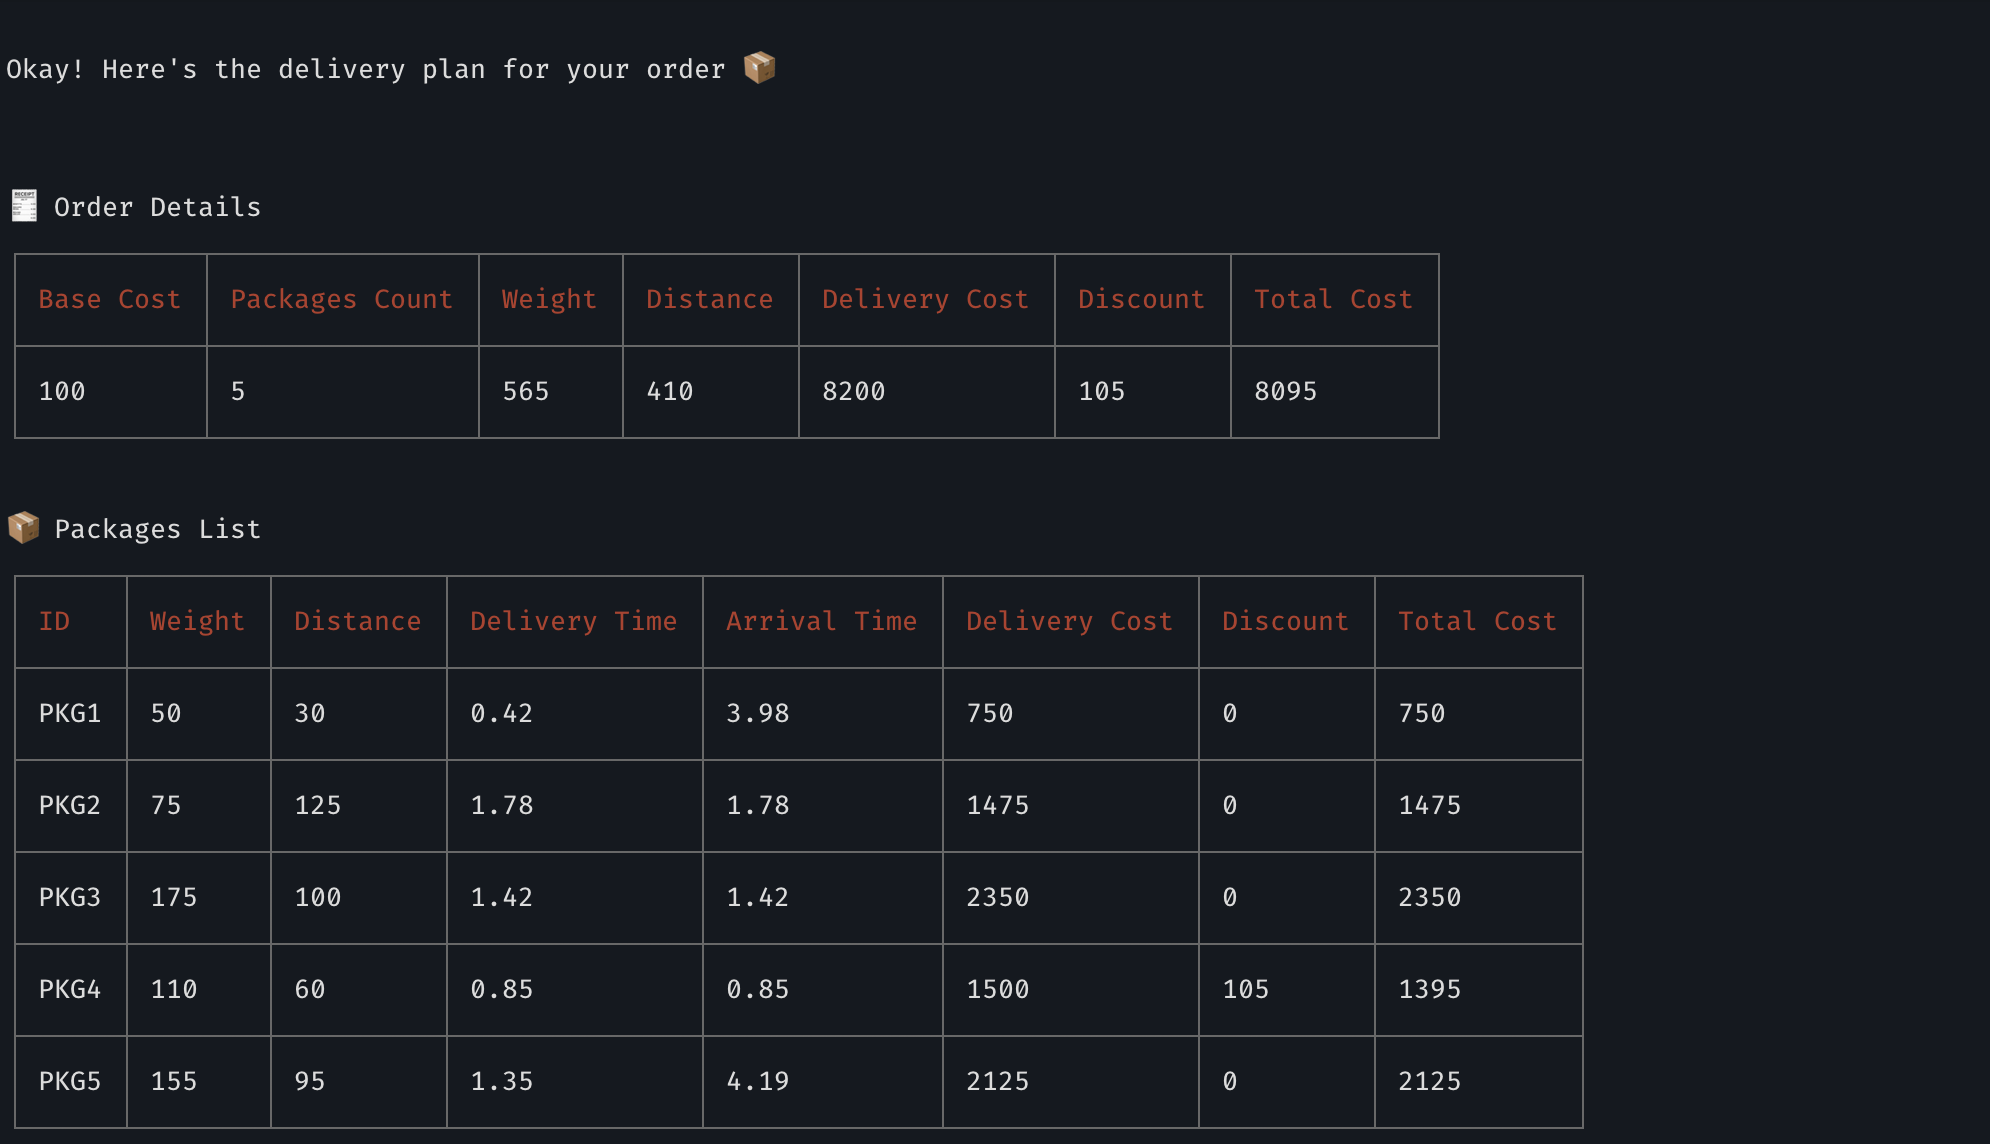 Okay! Here's the delivery plan for your order 📦
🧾 Order Details
Base Cost Packages Count Weight Distance Delivery Cost Discount Total Cost
100 5 565 410 8200 105 8095
📦 Packages List
ID Weight Distance Delivery Time Arrival Time Delivery Cost Discount Total Cost
PKG1 50 30 0.42 3.98 750 0 750
PKG2 75 125 1.78 1.78 1475 0 1475
PKG3 175 100 1.42 1.42 2350 0 2350
PKG4 110 60 0.85 0.85 1500 105 1395
PKG5 155 95 1.35 4.19 2125 0 2125